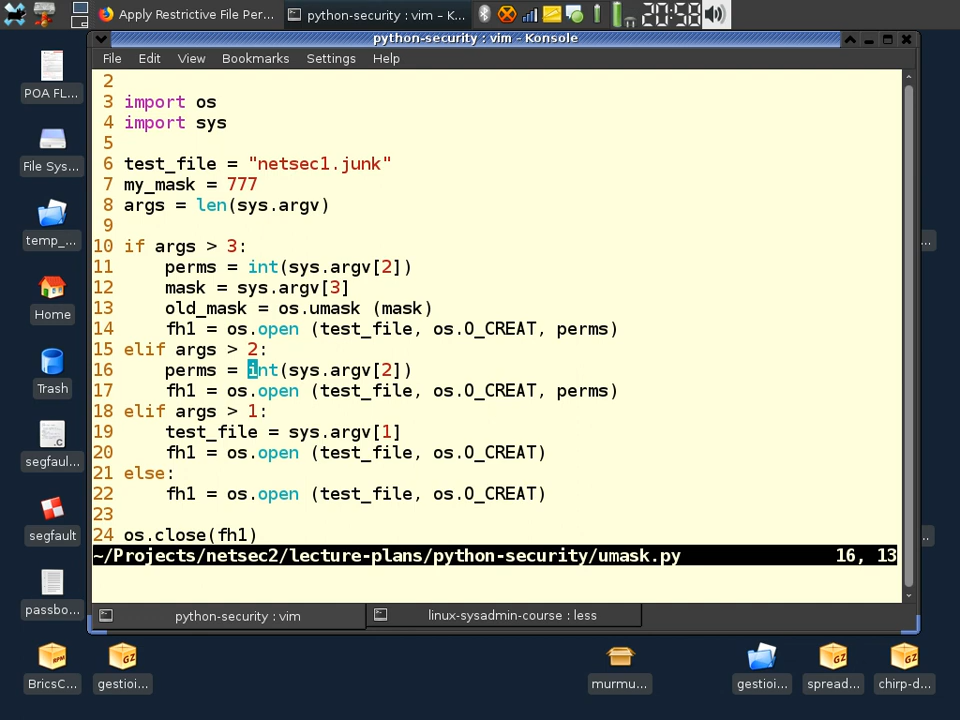 Apply Restrictive File Per...
python-security : vim – K...
20:58
python-security : vim – Konsole
File Edit View Bookmarks Settings Help
2
3 import os
4 import sys
5
6 test_file = "netsec1.junk"
7 my_mask = 777
8 args = len(sys.argv)
9
10 if args > 3:
11     perms = int(sys.argv[2])
12     mask = sys.argv[3]
13     old_mask = os.umask (mask)
14     fh1 = os.open (test_file, os.O_CREAT, perms)
15 elif args > 2:
16     perms = int(sys.argv[2])
17     fh1 = os.open (test_file, os.O_CREAT, perms)
18 elif args > 1:
19     test_file = sys.argv[1]
20     fh1 = os.open (test_file, os.O_CREAT)
21 else:
22     fh1 = os.open (test_file, os.O_CREAT)
23
24 os.close(fh1)
~/Projects/netsec2/lecture-plans/python-security/umask.py 16, 13
python-security : vim
linux-sysadmin-course : less
POA FL...
File Sys...
temp_...
Home
Trash
.C
segfaul...
segfault
passbo...
RPM
BricsC...
GZ
gestioi...
murmu...
gestioi...
GZ
spread...
GZ
chirp-d...